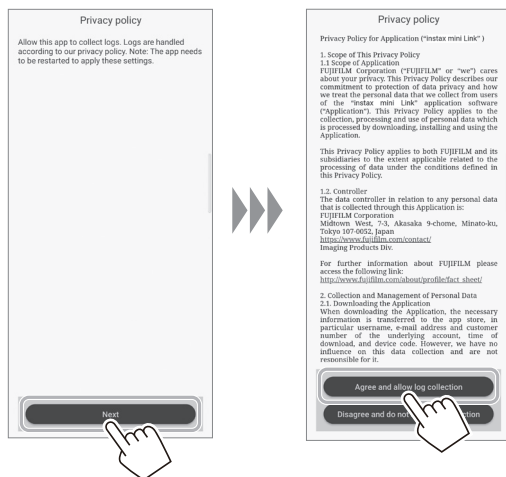 Privacy policy
Allow this app to collect logs. Logs are handled
according to our privacy policy. Note: The app needs
to be restarted to apply these settings.
Next
Privacy policy
Privacy Policy for Application ("instax mini Link" )
1. Scope of This Privacy Policy
1.1 Scope of Application
FUJIFILM Corporation ("FUJIFILM" or "we") cares
about your privacy. This Privacy Policy describes our
commitment to protection of data privacy and how
we treat the personal data that we collect from users
of the "instax mini Link" application software
("Application"). This Privacy Policy applies to the
collection, processing and use of personal data which
is processed by downloading, installing and using the
Application.
This Privacy Policy applies to both FUJIFILM and its
subsidiaries to the extent applicable related to the
processing of data under the conditions defined in
this Privacy Policy.
1.2. Controller
The data controller in relation to any personal data
that is collected through this Application is:
FUJIFILM Corporation
Midtown West, 7-3, Akasaka 9-chome, Minato-ku,
Tokyo 107-0052, Japan
https://www.fujifilm.com/contact/
Imaging Products Div.
For further information about FUJIFILM please
access the following link:
http://www.fujifilm.com/about/profile/fact_sheet/
2. Collection and Management of Personal Data
2.1. Downloading the Application
When downloading the Application, the necessary
information is transferred to the app store, in
particular username, e-mail address and customer
number of the underlying account, time of
download, and device code. However, we have no
influence on this data collection and are not
responsible for it.
Agree and allow log collection
Disagree and do not